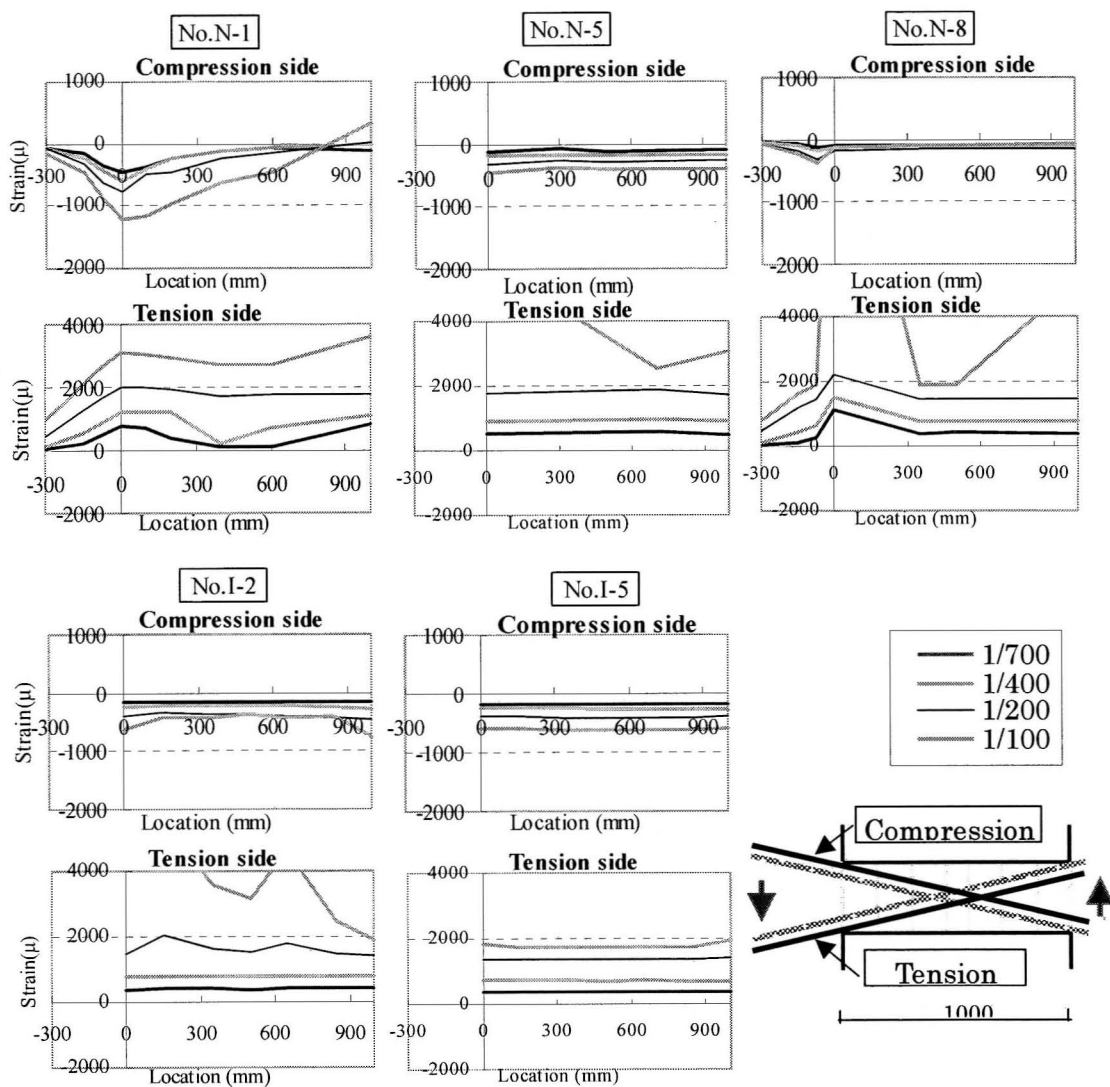 No.N-1
Compression side
1000
0
-300 0 300 600 900
-1000
-2000
Strain(μ)
Location (mm)
Tension side
4000
2000
0
-300 0 300 600 900
-2000
Strain(μ)
Location (mm)
No.N-5
Compression side
1000
0
-300 0 300 600 900
-1000
-2000
Location (mm)
Tension side
4000
2000
0
-300 0 300 600 900
-2000
Location (mm)
No.N-8
Compression side
1000
0
-300 0 300 600 900
-1000
-2000
Location (mm)
Tension side
4000
2000
0
-300 0 300 600 900
-2000
Location (mm)
No.I-2
Compression side
1000
0
-300 0 300 600 900
-1000
-2000
Strain(μ)
Location (mm)
Tension side
4000
2000
0
-300 0 300 600 900
-2000
Strain(μ)
Location (mm)
No.I-5
Compression side
1000
0
-300 0 300 600 900
-1000
-2000
Location (mm)
Tension side
4000
2000
0
-300 0 300 600 900
-2000
Location (mm)
1/700
1/400
1/200
1/100
Compression
Tension
1000